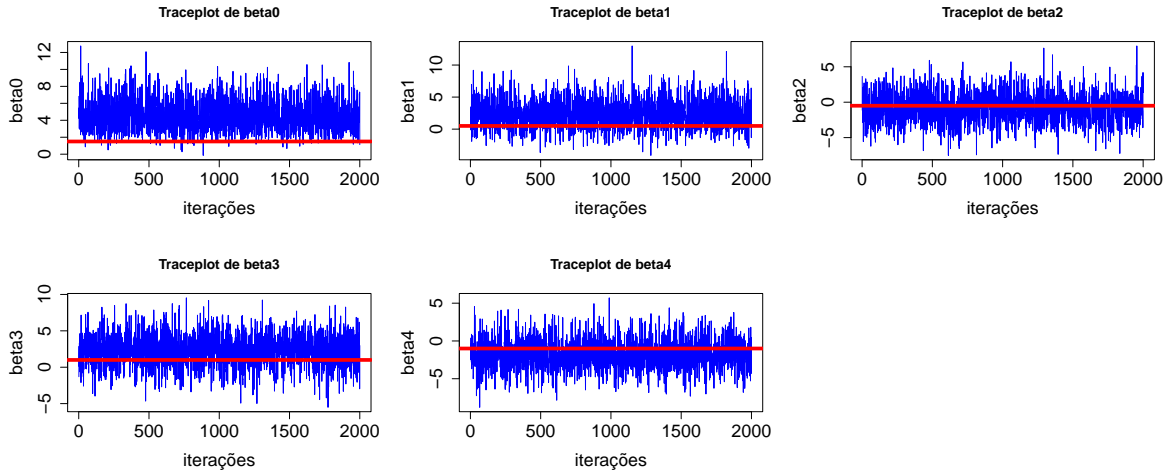 Traceplot de beta0
beta0
0 4 8 12
0 500 1000 1500 2000
iterações
Traceplot de beta1
beta1
0 5 10
0 500 1000 1500 2000
iterações
Traceplot de beta2
beta2
−5 0 5
0 500 1000 1500 2000
iterações
Traceplot de beta3
beta3
−5 0 5 10
0 500 1000 1500 2000
iterações
Traceplot de beta4
beta4
−5 0 5
0 500 1000 1500 2000
iterações